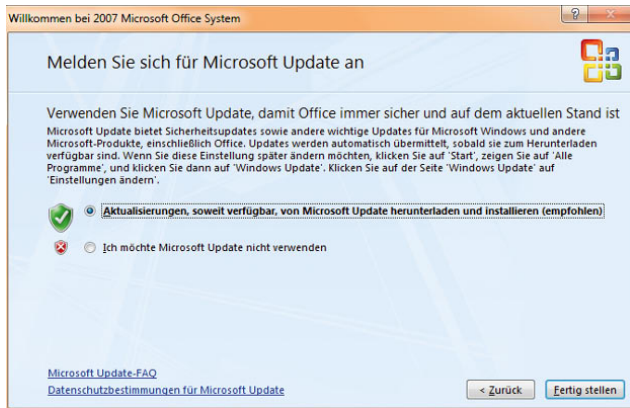 Willkommen bei 2007 Microsoft Office System
Melden Sie sich für Microsoft Update an
Verwenden Sie Microsoft Update, damit Office immer sicher und auf dem aktuellen Stand ist
Microsoft Update bietet Sicherheitsupdates sowie andere wichtige Updates für Microsoft Windows und andere
Microsoft-Produkte, einschließlich Office. Updates werden automatisch übermittelt, sobald sie zum Herunterladen
verfügbar sind. Wenn Sie diese Einstellung später ändern möchten, klicken Sie auf 'Start', zeigen Sie auf 'Alle
Programme', und klicken Sie dann auf 'Windows Update'. Klicken Sie auf der Seite 'Windows Update' auf
'Einstellungen ändern'.
Aktualisierungen, soweit verfügbar, von Microsoft Update herunterladen und installieren (empfohlen)
Ich möchte Microsoft Update nicht verwenden
Microsoft Update-FAQ
Datenschutzbestimmungen für Microsoft Update
< Zurück
Fertig stellen